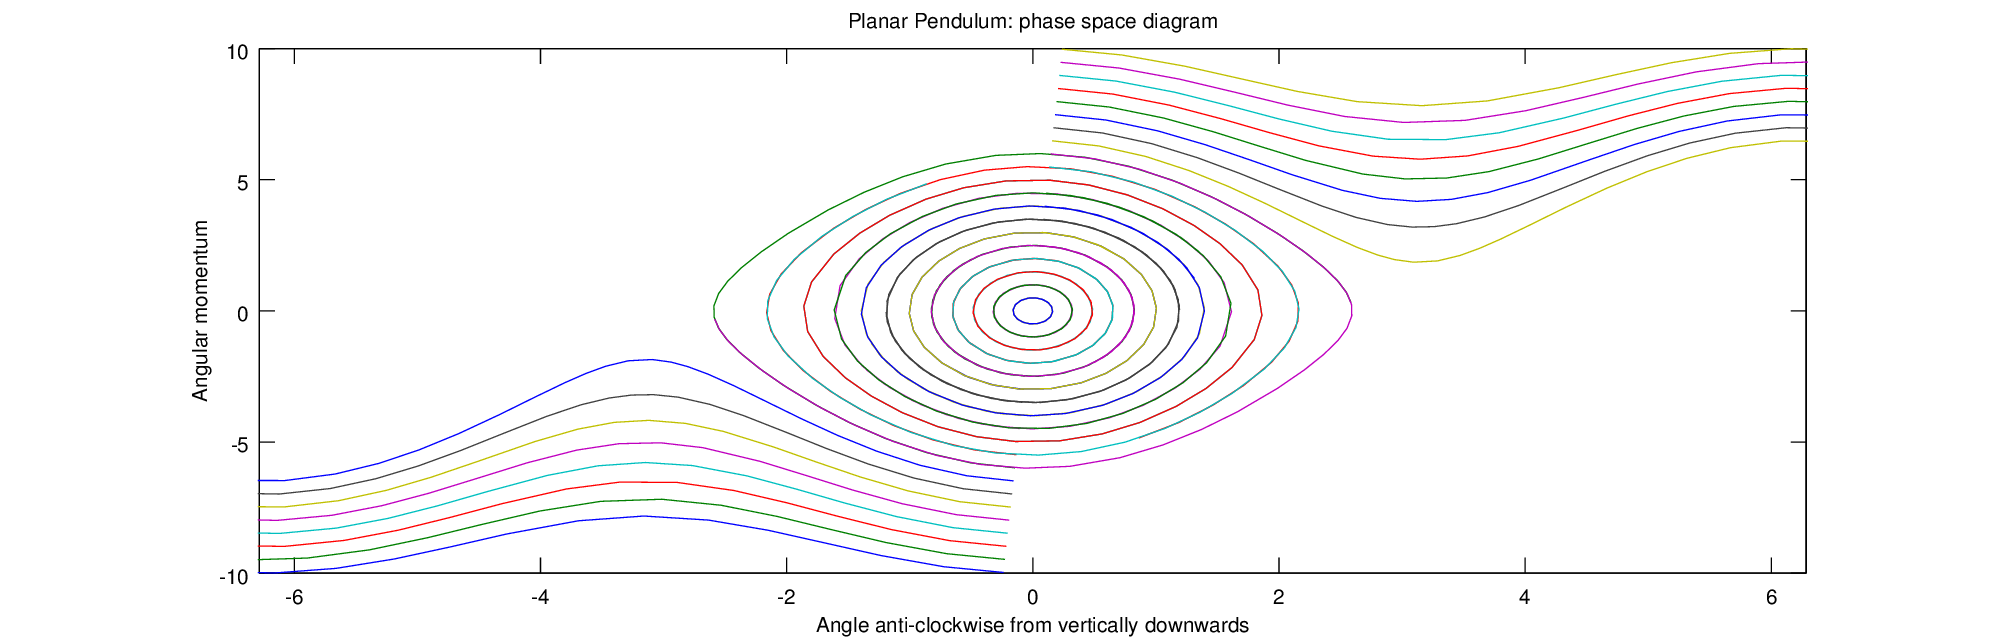 Planar Pendulum: phase space diagram
10
5
0
-5
-10
Angular momentum
-6 -4 -2 0 2 4 6
Angle anti-clockwise from vertically downwards